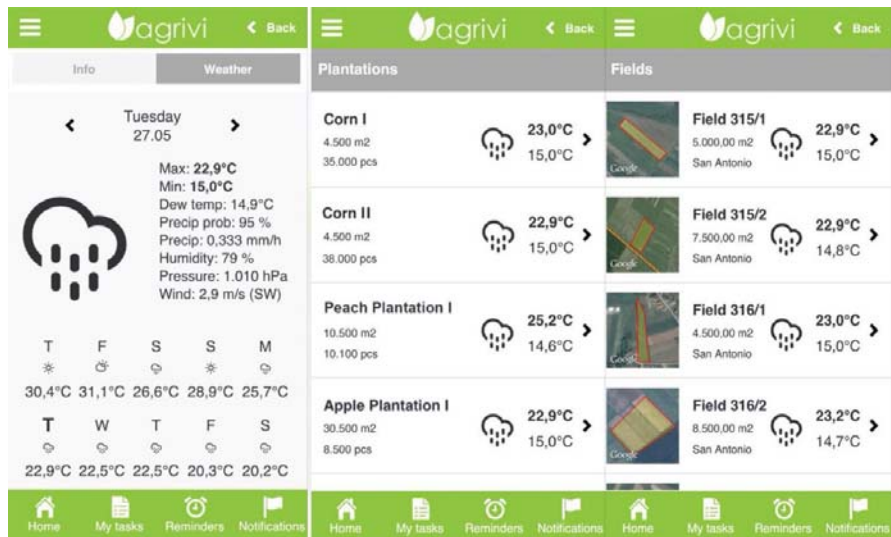 agrivi
Back
Info
Weather
Tuesday
27.05
Max: 22,9°C
Min: 15,0°C
Dew temp: 14,9°C
Precip prob: 95 %
Precip: 0,333 mm/h
Humidity: 79 %
Pressure: 1.010 hPa
Wind: 2,9 m/s (SW)
T F S S M
30,4°C 31,1°C 26,6°C 28,9°C 25,7°C
T W T F S
22,9°C 22,5°C 22,5°C 20,3°C 20,2°C
Home My tasks Reminders Notifications
agrivi
Back
Plantations
Corn I
4.500 m2
35.000 pcs
23,0°C
15,0°C
Corn II
4.500 m2
38.000 pcs
22,9°C
15,0°C
Peach Plantation I
10.500 m2
10.100 pcs
25,2°C
14,6°C
Apple Plantation I
30.500 m2
8.500 pcs
22,9°C
15,0°C
Home My tasks Reminders Notifications
agrivi
Back
Fields
Google
Field 315/1
5.000,00 m2
San Antonio
22,9°C
15,0°C
Google
Field 315/2
7.500,00 m2
San Antonio
22,9°C
14,8°C
Google
Field 316/1
4.500,00 m2
San Antonio
23,0°C
15,0°C
Google
Field 316/2
8.500,00 m2
San Antonio
23,2°C
14,7°C
Home My tasks Reminders Notifications